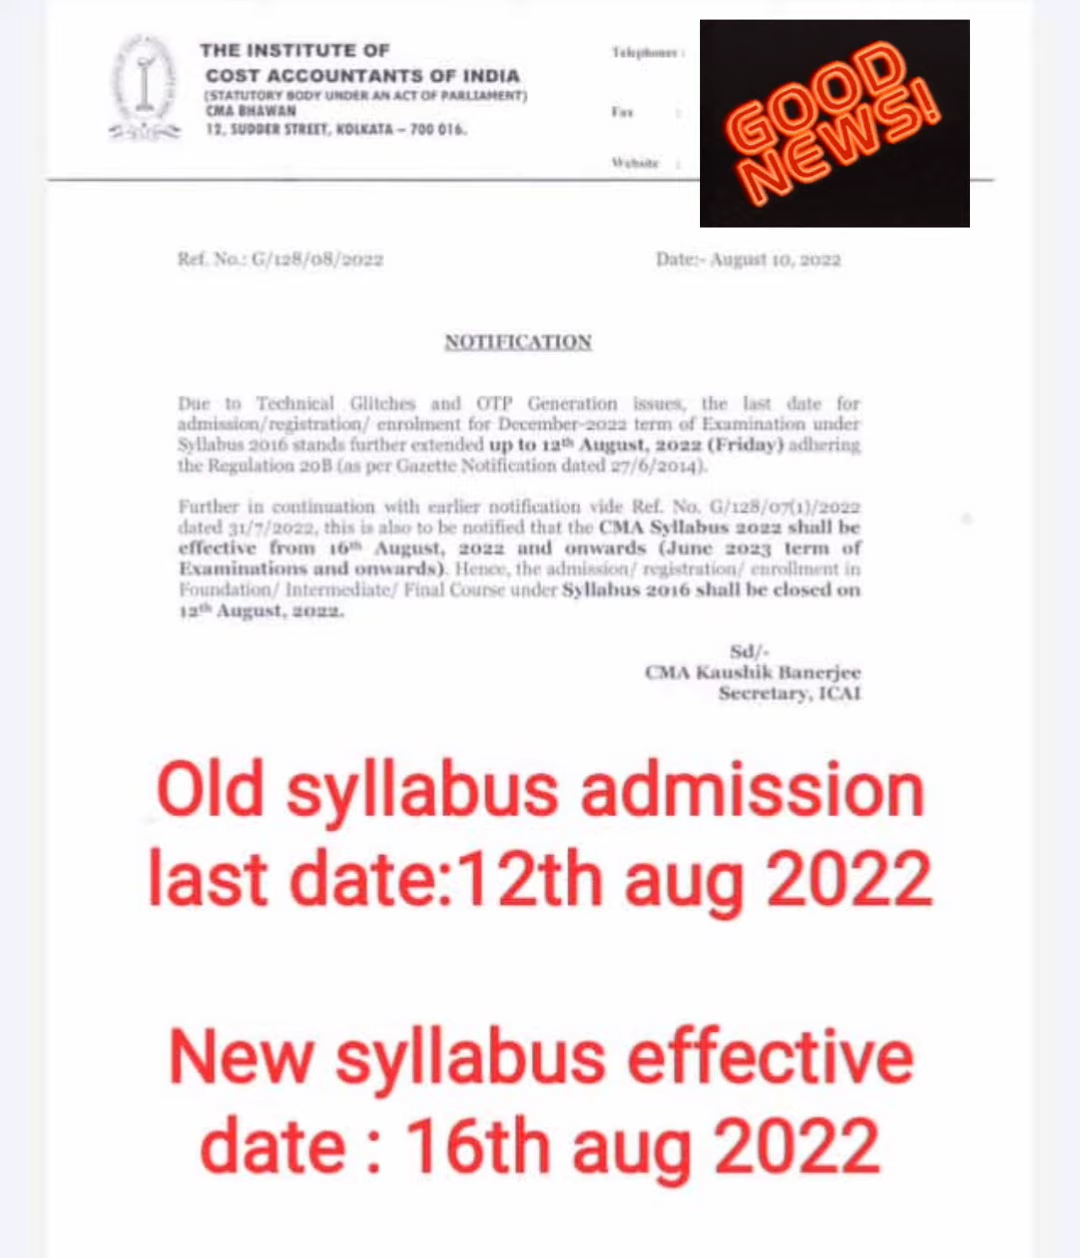 THE INSTITUTE OF
COST ACCOUNTANTS OF INDIA
(STATUTORY BODY UNDER AN ACT OF PARLIAMENT)
CMA BHAWAN
12, SUDDER STREET, KOLKATA – 700 016.
Telephones :
Fax :
Website :
GOOD
NEWS!
Ref. No.: G/128/08/2022
Date:- August 10, 2022
NOTIFICATION
Due to Technical Glitches and OTP Generation issues, the last date for
admission/registration/ enrolment for December-2022 term of Examination under
Syllabus 2016 stands further extended up to 12th August, 2022 (Friday) adhering
the Regulation 20B (as per Gazette Notification dated 27/6/2014).
Further in continuation with earlier notification vide Ref. No. G/128/07(1)/2022
dated 31/7/2022, this is also to be notified that the CMA Syllabus 2022 shall be
effective from 16th August, 2022 and onwards (June 2023 term of
Examinations and onwards). Hence, the admission/ registration/ enrollment in
Foundation/ Intermediate/ Final Course under Syllabus 2016 shall be closed on
12th August, 2022.
Sd/-
CMA Kaushik Banerjee
Secretary, ICAI
Old syllabus admission
last date:12th aug 2022
New syllabus effective
date : 16th aug 2022